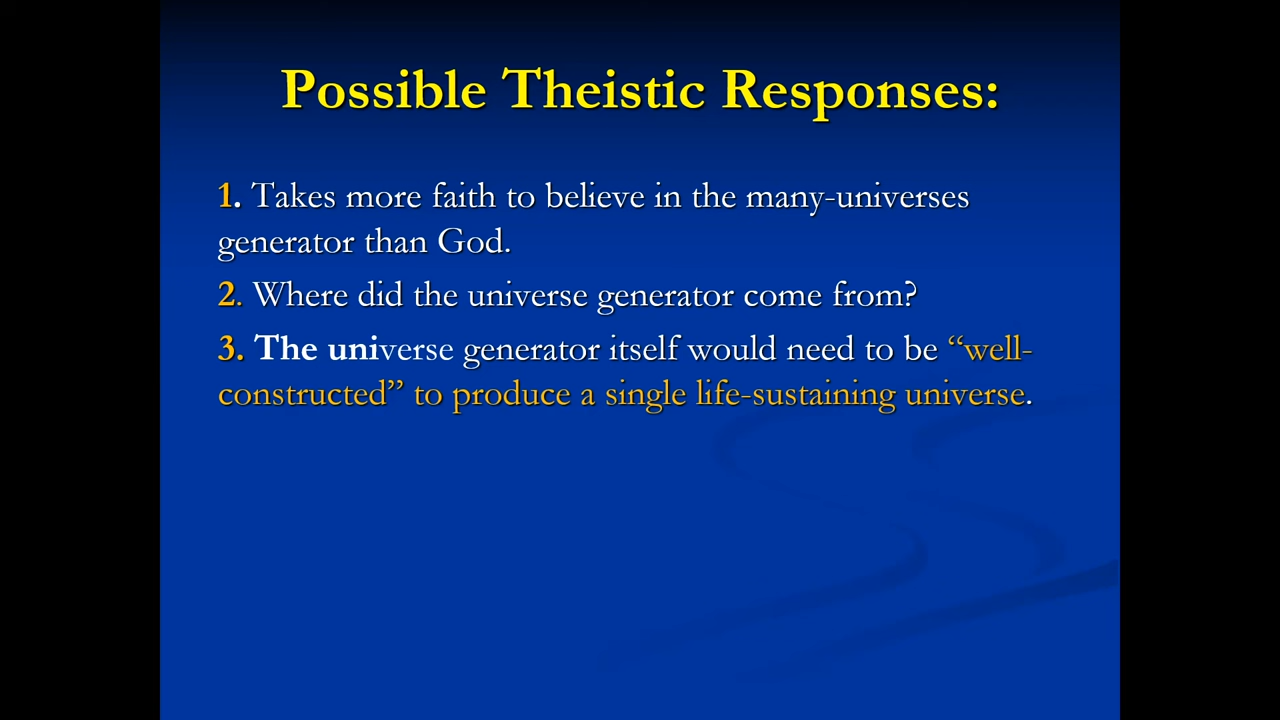 Possible Theistic Responses:
1. Takes more faith to believe in the many-universes
generator than God.
2. Where did the universe generator come from?
3. The universe generator itself would need to be “well-
constructed” to produce a single life-sustaining universe.